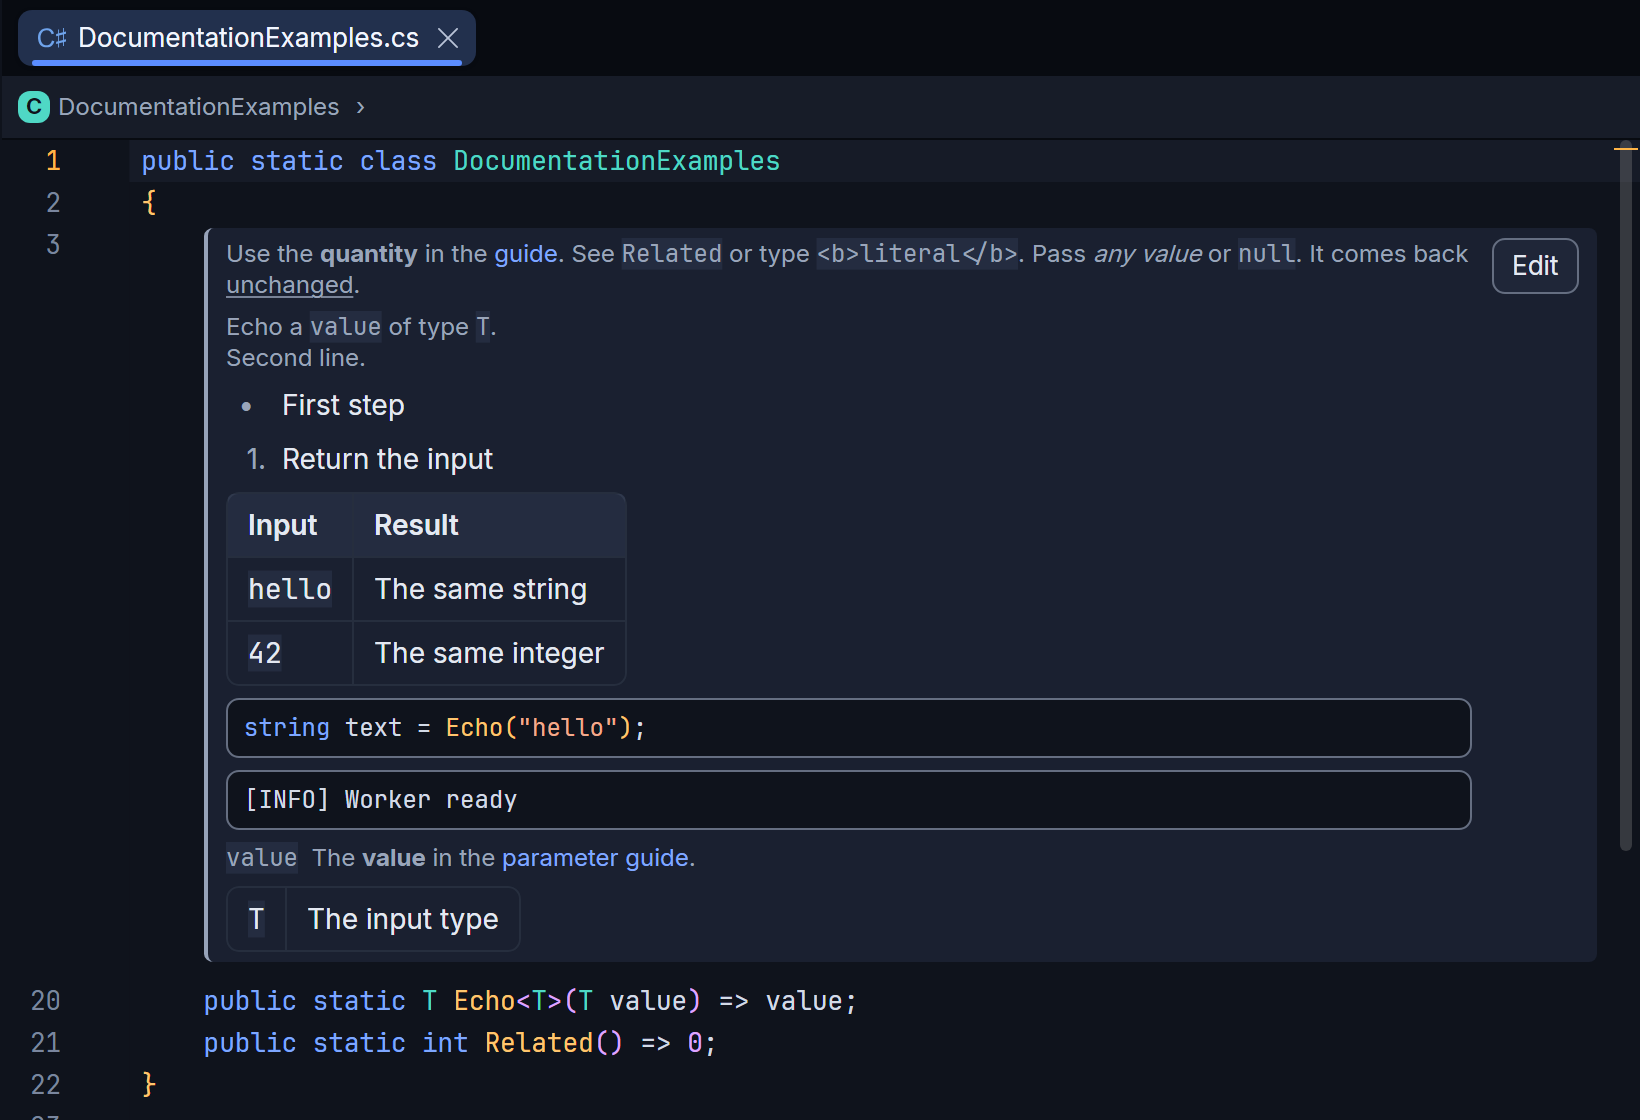 C# DocumentationExamples.cs
C DocumentationExamples ›
1 public static class DocumentationExamples
2 {
3
Use the quantity in the guide. See Related or type <b>literal</b>. Pass any value or null. It comes back
unchanged.
Edit
Echo a value of type T.
Second line.
• First step
1. Return the input
Input Result
hello The same string
42 The same integer
string text = Echo("hello");
[INFO] Worker ready
value The value in the parameter guide.
T The input type
20 public static T Echo<T>(T value) => value;
21 public static int Related() => 0;
22 }